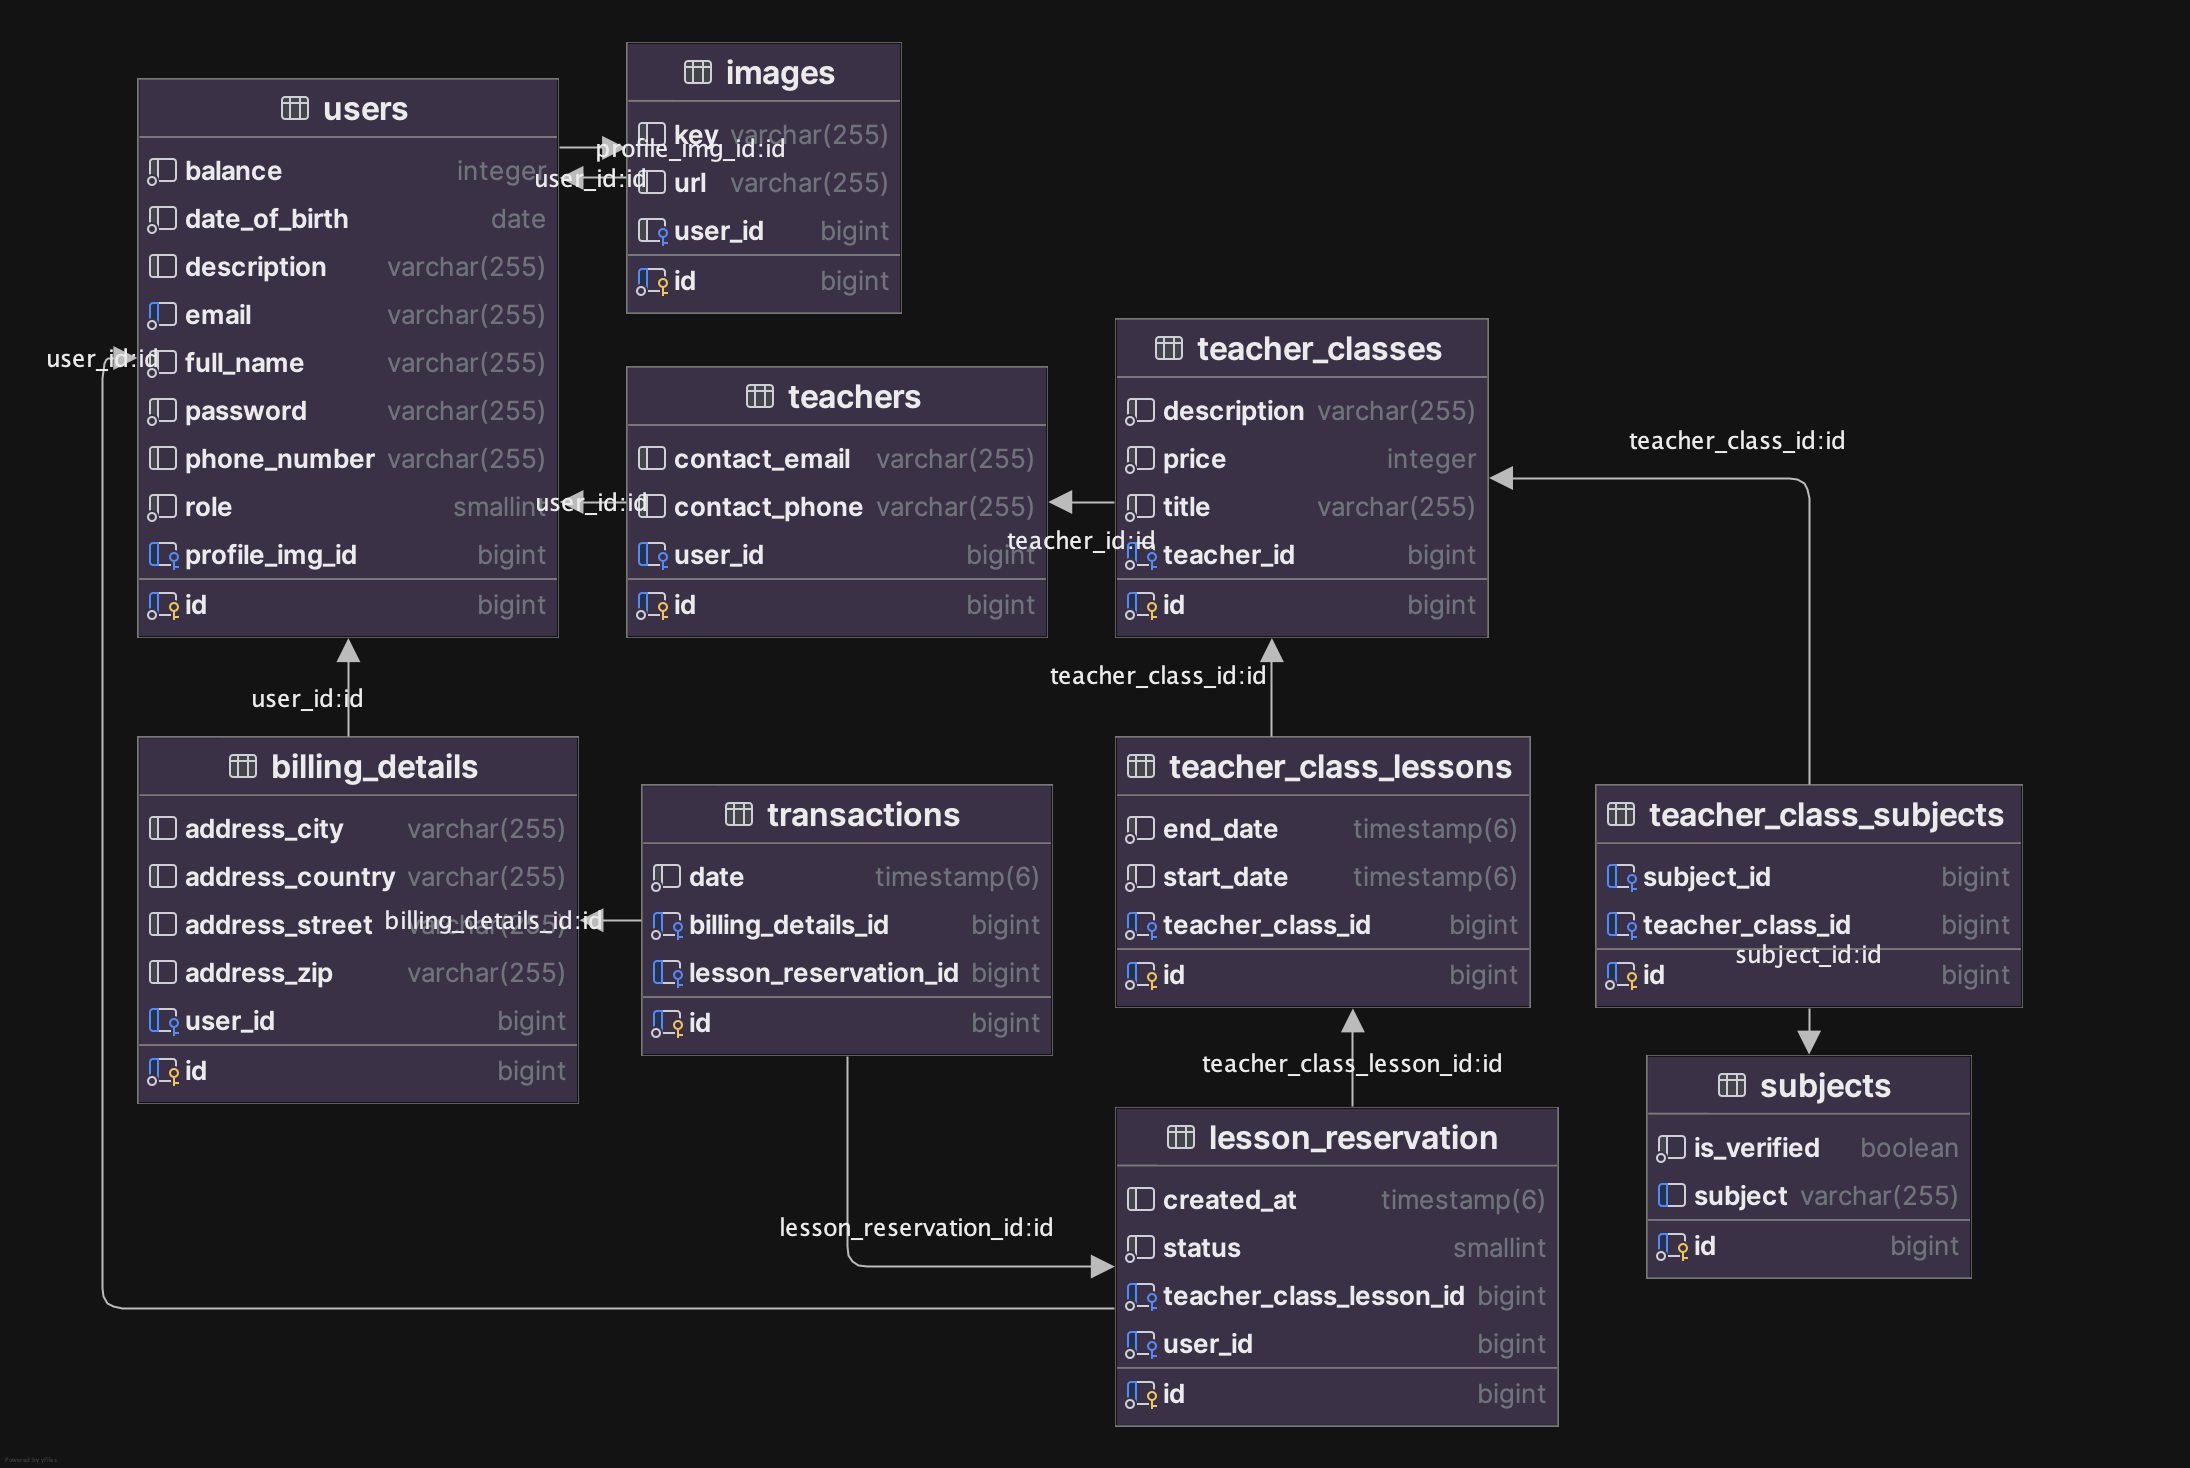 users
balance integer
date_of_birth date
description varchar(255)
email varchar(255)
full_name varchar(255)
password varchar(255)
phone_number varchar(255)
role smallint
profile_img_id bigint
id bigint
images
key varchar(255)
url varchar(255)
user_id bigint
id bigint
profile_img_id:id
user_id:id
user_id:id
teachers
contact_email varchar(255)
contact_phone varchar(255)
user_id bigint
id bigint
user_id:id
teacher_id:id
teacher_classes
description varchar(255)
price integer
title varchar(255)
teacher_id bigint
id bigint
teacher_class_id:id
user_id:id
teacher_class_id:id
billing_details
address_city varchar(255)
address_country varchar(255)
address_street varchar(255)
address_zip varchar(255)
user_id bigint
id bigint
billing_details_id:id
transactions
date timestamp(6)
billing_details_id bigint
lesson_reservation_id bigint
id bigint
teacher_class_lessons
end_date timestamp(6)
start_date timestamp(6)
teacher_class_id bigint
id bigint
teacher_class_subjects
subject_id bigint
teacher_class_id bigint
id bigint
subject_id:id
teacher_class_lesson_id:id
lesson_reservation_id:id
lesson_reservation
created_at timestamp(6)
status smallint
teacher_class_lesson_id bigint
user_id bigint
id bigint
subjects
is_verified boolean
subject varchar(255)
id bigint
Powered by yFiles